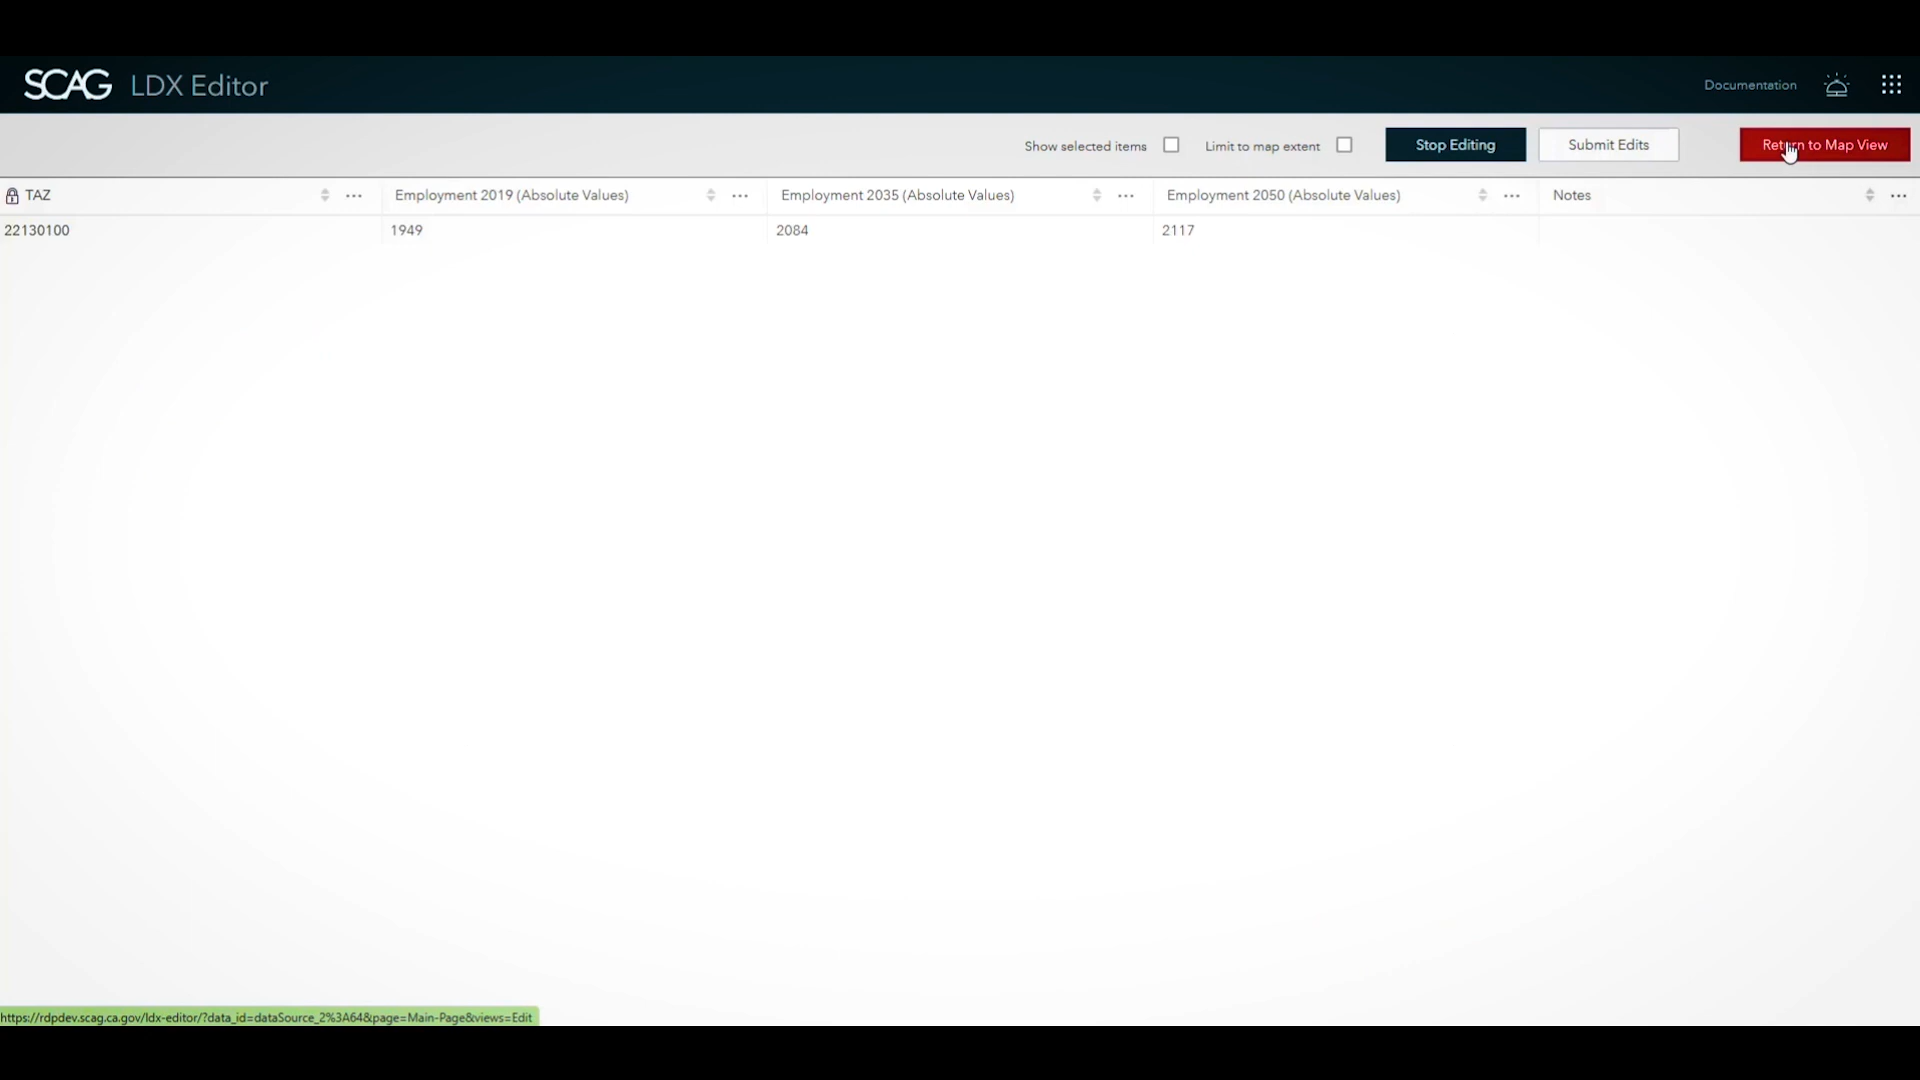 SCAG LDX Editor
Documentation
Show selected items
Limit to map extent
Stop Editing
Submit Edits
Return to Map View
TAZ
Employment 2019 (Absolute Values)
Employment 2035 (Absolute Values)
Employment 2050 (Absolute Values)
Notes
22130100
1949
2084
2117
https://rdpdev.scag.ca.gov/ldx-editor/?data_id=dataSource_2%3A64&page=Main-Page&views=Edit